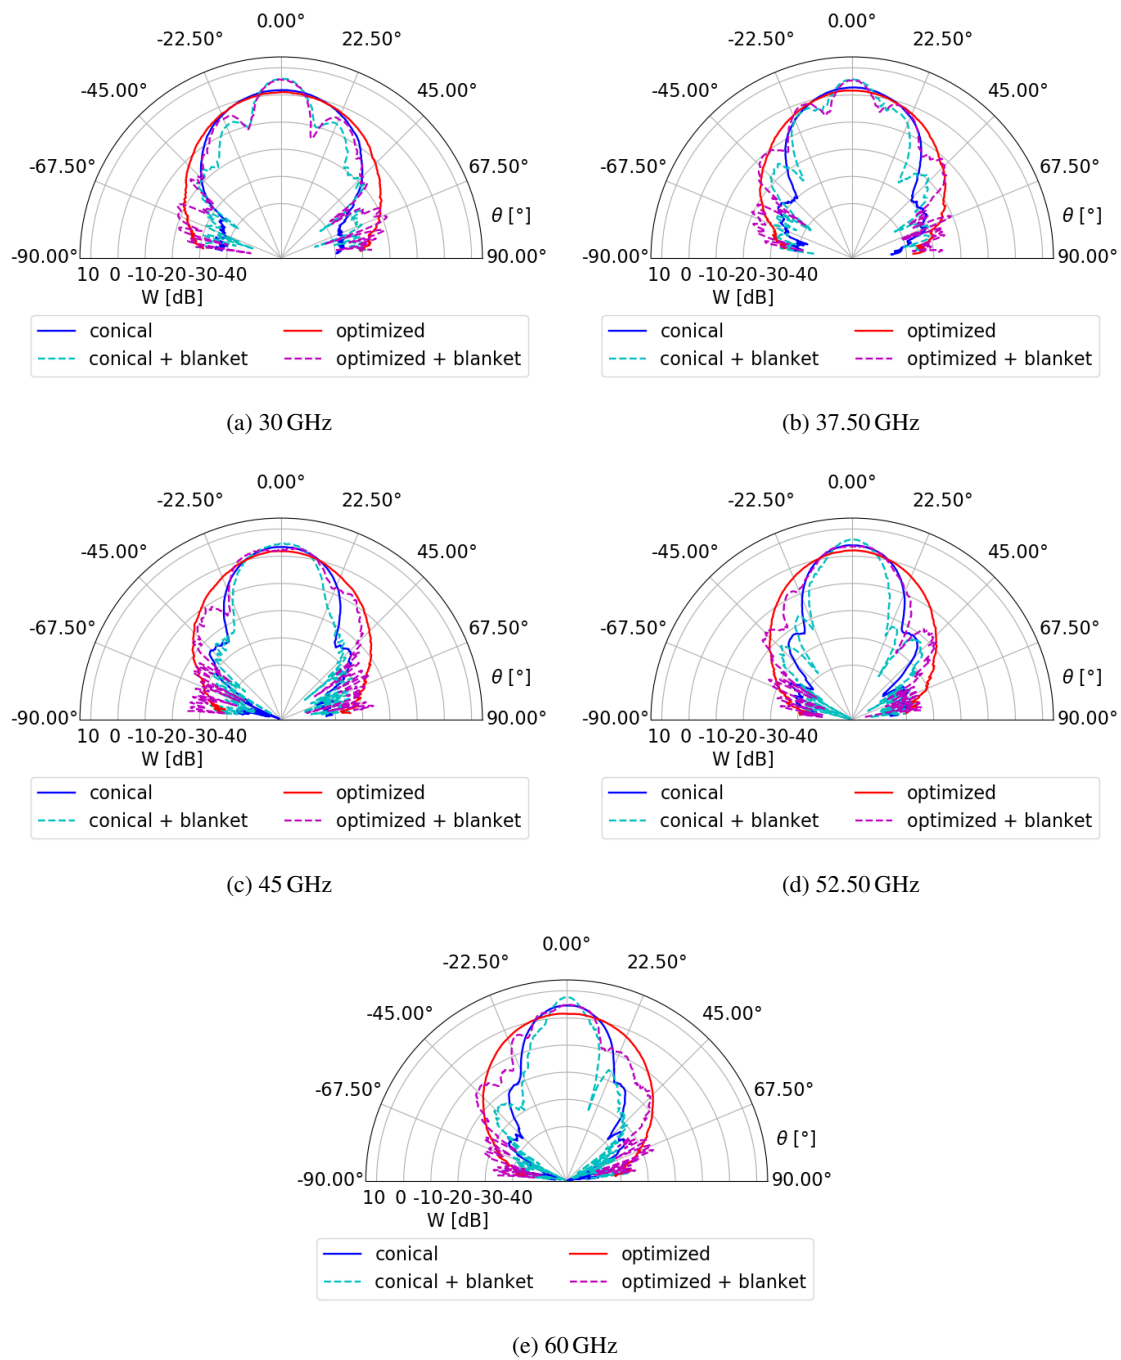 0.00°
-22.50° 22.50°
-45.00° 45.00°
-67.50° 67.50°
θ [°]
-90.00° 90.00°
10 0 -10 -20 -30 -40
W [dB]
conical optimized
conical + blanket optimized + blanket
(a) 30 GHz
0.00°
-22.50° 22.50°
-45.00° 45.00°
-67.50° 67.50°
θ [°]
-90.00° 90.00°
10 0 -10 -20 -30 -40
W [dB]
conical optimized
conical + blanket optimized + blanket
(b) 37.50 GHz
0.00°
-22.50° 22.50°
-45.00° 45.00°
-67.50° 67.50°
θ [°]
-90.00° 90.00°
10 0 -10 -20 -30 -40
W [dB]
conical optimized
conical + blanket optimized + blanket
(c) 45 GHz
0.00°
-22.50° 22.50°
-45.00° 45.00°
-67.50° 67.50°
θ [°]
-90.00° 90.00°
10 0 -10 -20 -30 -40
W [dB]
conical optimized
conical + blanket optimized + blanket
(d) 52.50 GHz
0.00°
-22.50° 22.50°
-45.00° 45.00°
-67.50° 67.50°
θ [°]
-90.00° 90.00°
10 0 -10 -20 -30 -40
W [dB]
conical optimized
conical + blanket optimized + blanket
(e) 60 GHz